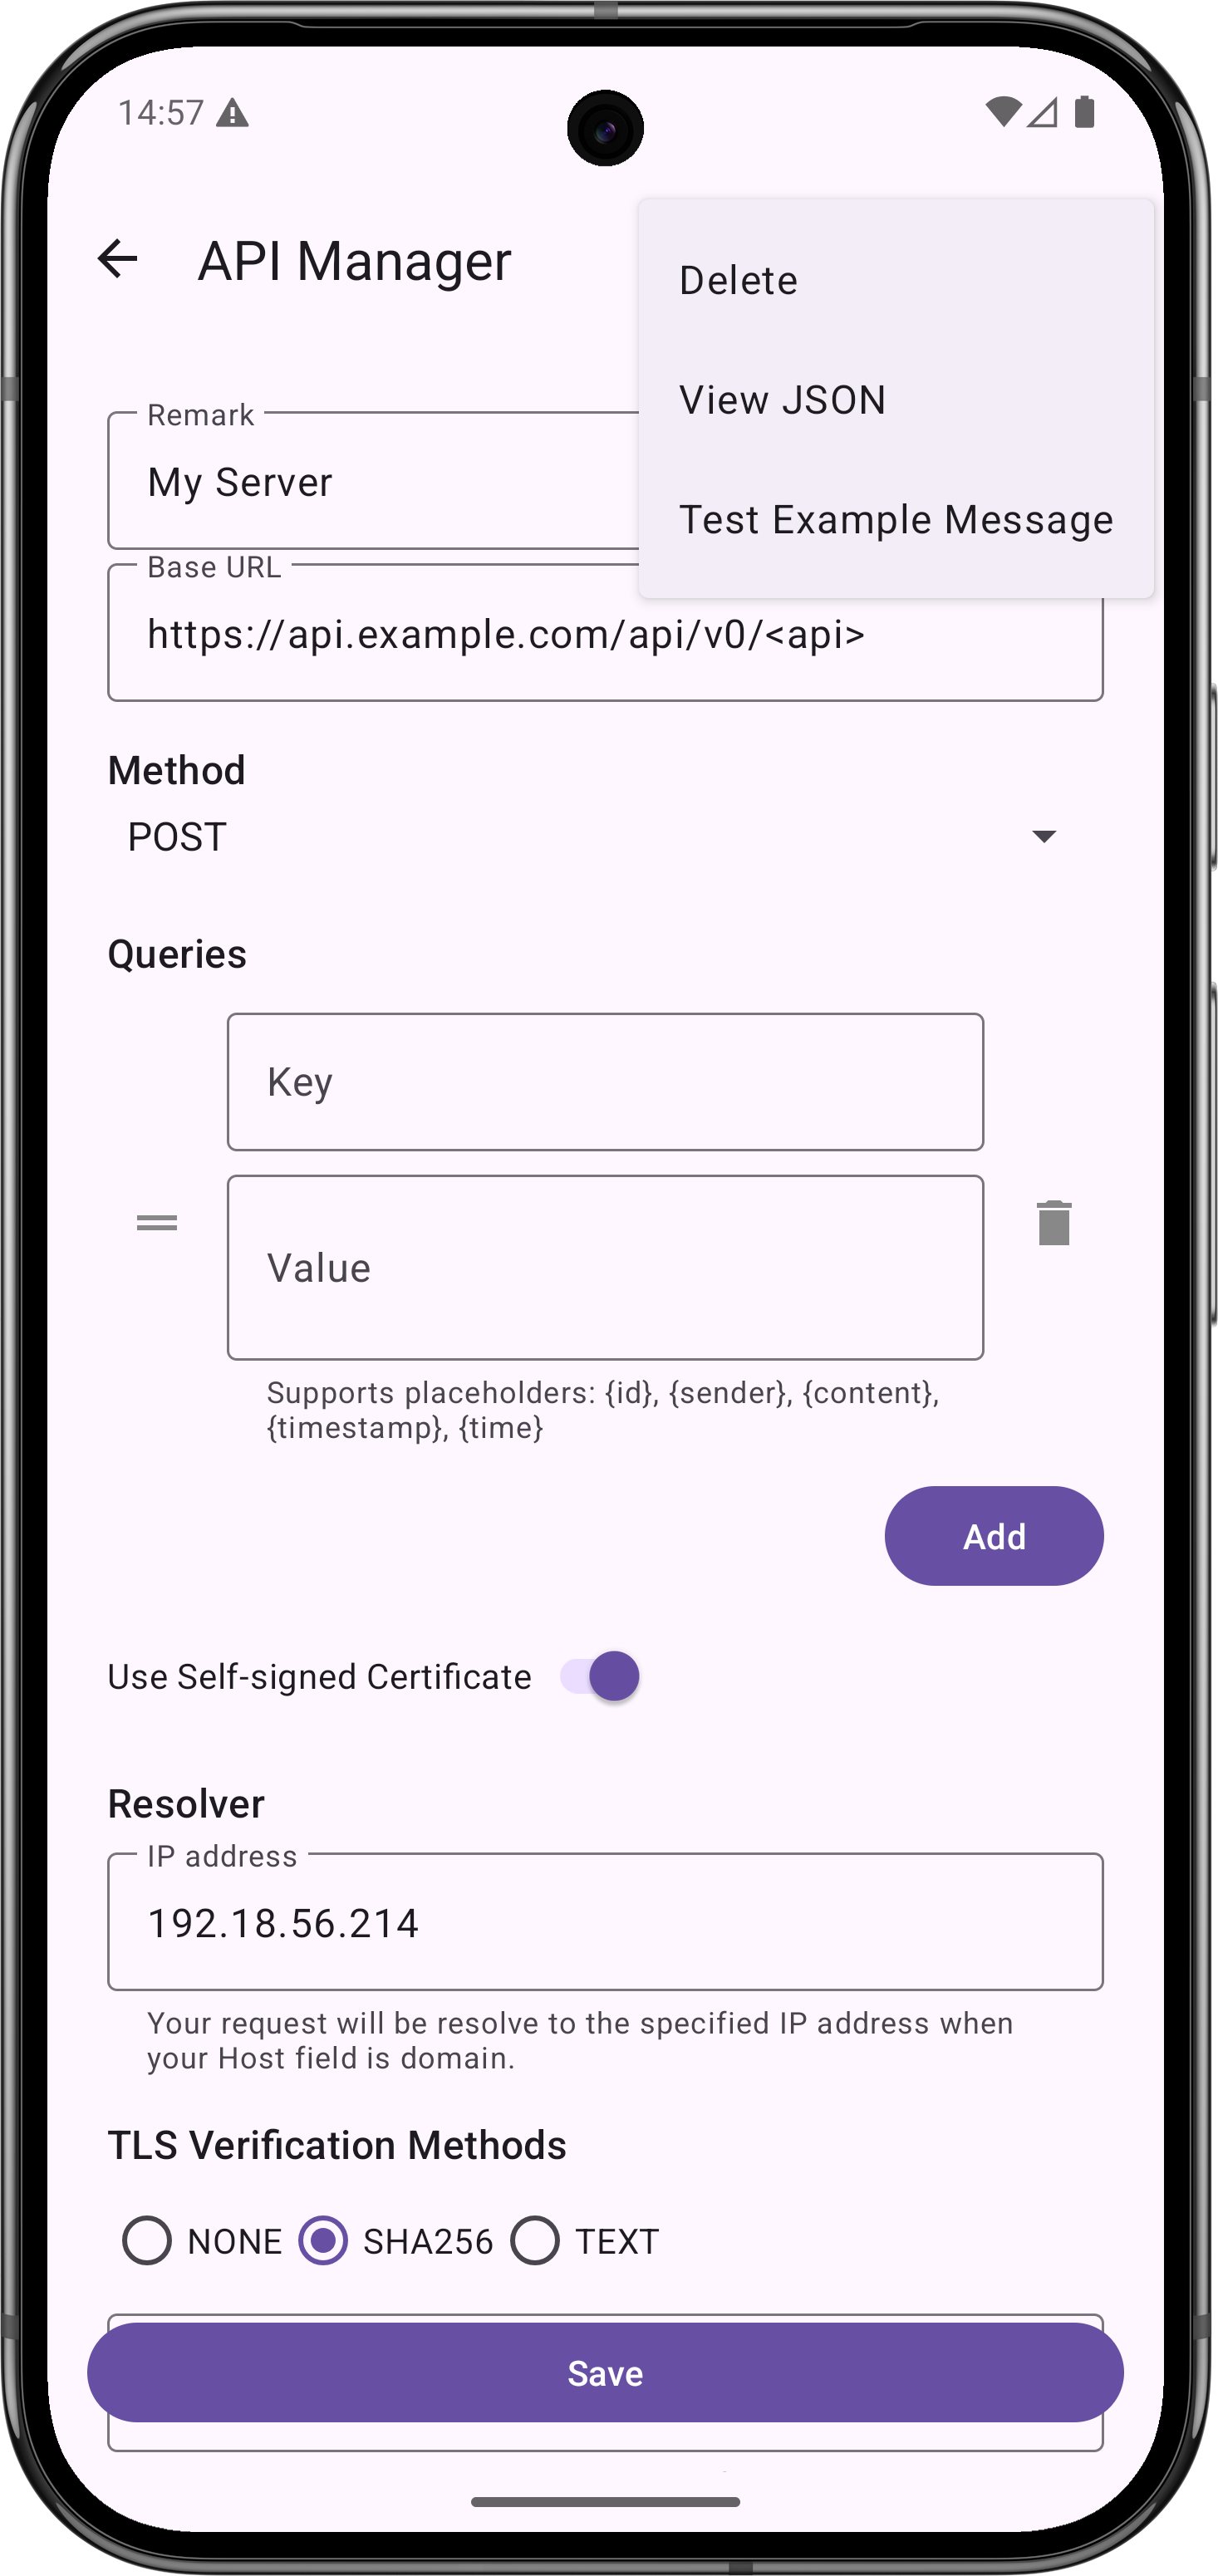 14:57
API Manager
Delete
View JSON
Test Example Message
Remark
My Server
Base URL
https://api.example.com/api/v0/<api>
Method
POST
Queries
Key
Value
Supports placeholders: {id}, {sender}, {content},
{timestamp}, {time}
Add
Use Self-signed Certificate
Resolver
IP address
192.18.56.214
Your request will be resolve to the specified IP address when
your Host field is domain.
TLS Verification Methods
NONE SHA256 TEXT
Save